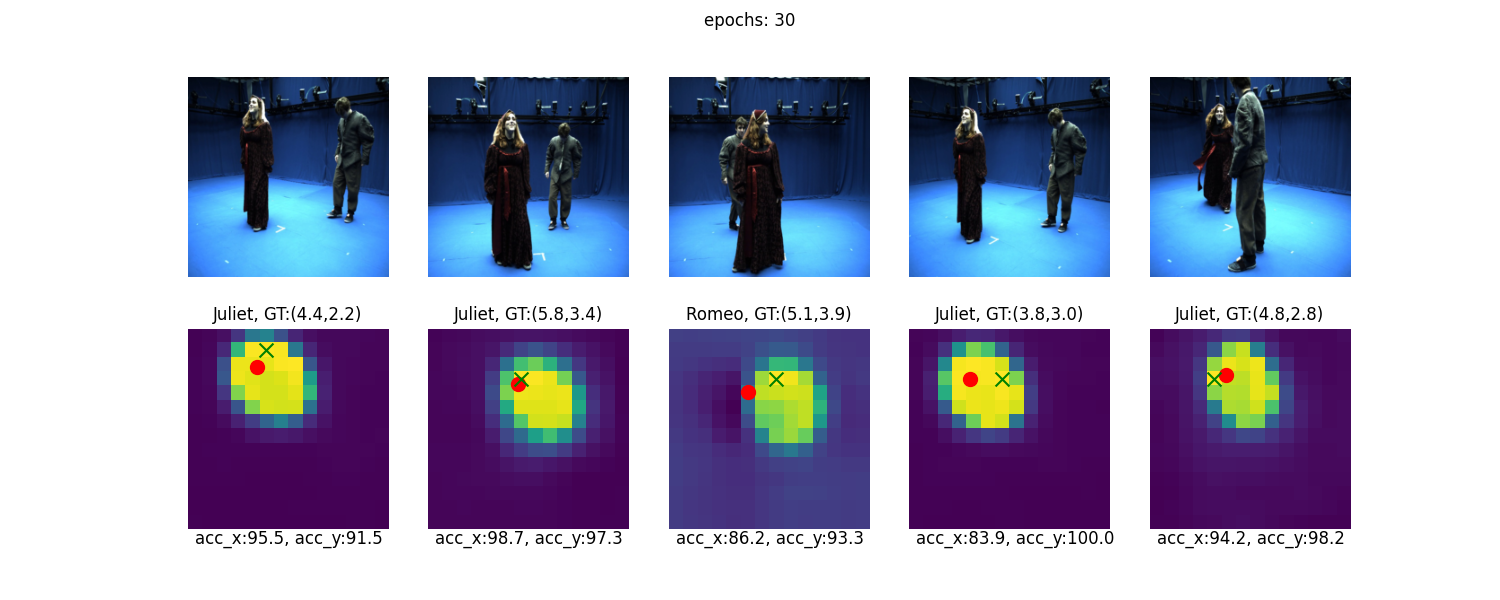 epochs: 30
Juliet, GT:(4.4,2.2)
Juliet, GT:(5.8,3.4)
Romeo, GT:(5.1,3.9)
Juliet, GT:(3.8,3.0)
Juliet, GT:(4.8,2.8)
acc_x:95.5, acc_y:91.5
acc_x:98.7, acc_y:97.3
acc_x:86.2, acc_y:93.3
acc_x:83.9, acc_y:100.0
acc_x:94.2, acc_y:98.2